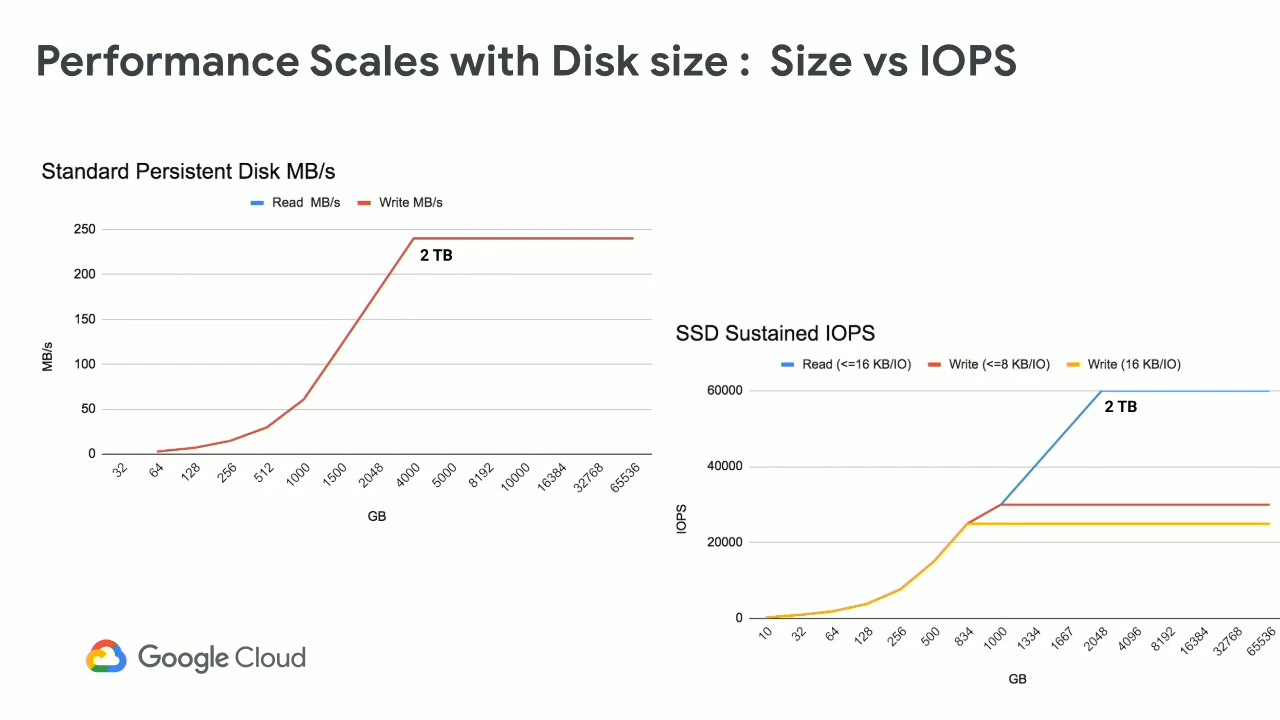 Performance Scales with Disk size : Size vs IOPS
Standard Persistent Disk MB/s
Read MB/s Write MB/s
250
2 TB
200
150
100
50
0
MB/s
32 64 128 256 512 1000 1500 2048 4000 5000 8192 10000 16384 32768 65536
GB
SSD Sustained IOPS
Read (<=16 KB/IO) Write (<=8 KB/IO) Write (16 KB/IO)
60000
2 TB
40000
20000
0
IOPS
10 32 64 128 256 500 834 1000 1334 1667 2048 4096 8192 16384 32768 65536
GB
Google Cloud